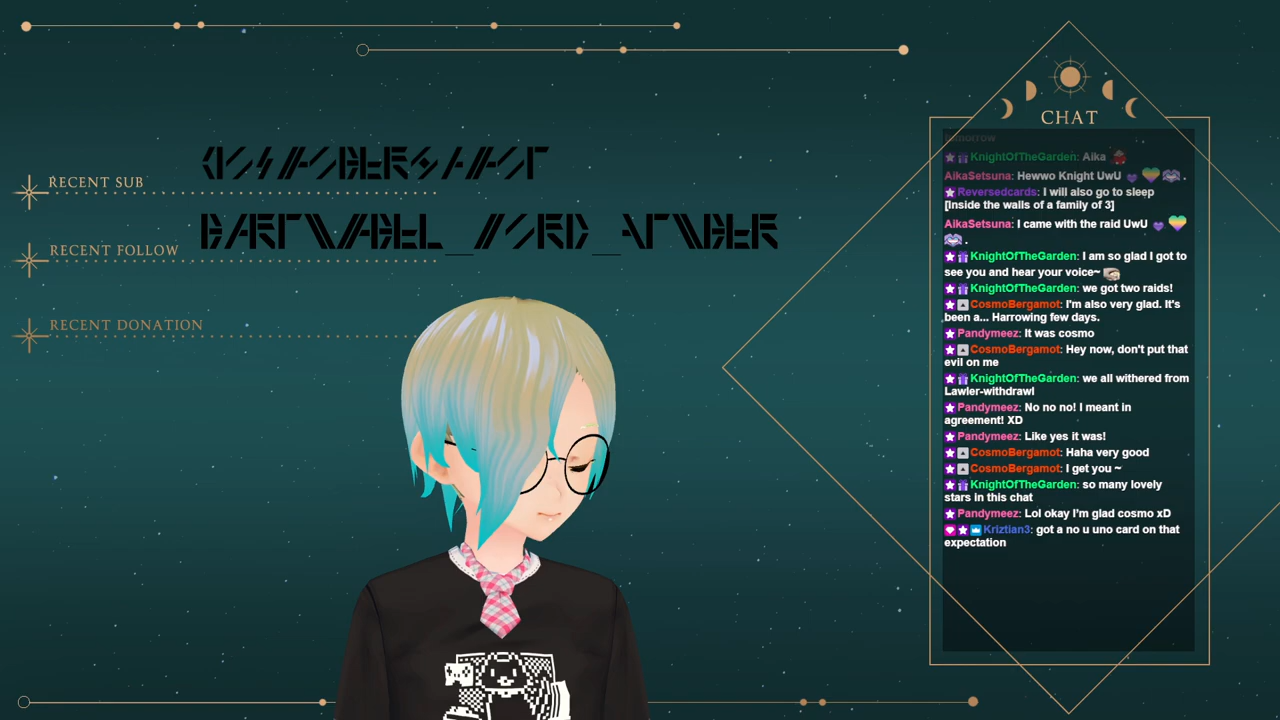 RECENT SUB
RECENT FOLLOW
RECENT DONATION
CHAT
tomorrow
KnightOfTheGarden: Aika
AikaSetsuna: Hewwo Knight UwU .
Reversedcards: I will also go to sleep
[Inside the walls of a family of 3]
AikaSetsuna: I came with the raid UwU
.
KnightOfTheGarden: I am so glad I got to
see you and hear your voice~
KnightOfTheGarden: we got two raids!
CosmoBergamot: I'm also very glad. It's
been a... Harrowing few days.
Pandymeez: It was cosmo
CosmoBergamot: Hey now, don't put that
evil on me
KnightOfTheGarden: we all withered from
Lawler-withdrawl
Pandymeez: No no no! I meant in
agreement! XD
Pandymeez: Like yes it was!
CosmoBergamot: Haha very good
CosmoBergamot: I get you ~
KnightOfTheGarden: so many lovely
stars in this chat
Pandymeez: Lol okay I'm glad cosmo xD
Kriztian3: got a no u uno card on that
expectation